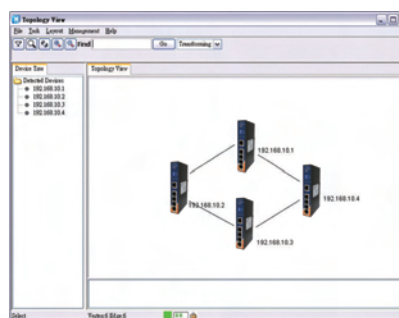 Topology View
File Task Layout Management Help
Find Go Transforming
Device Tree
Topology View
Detected Devices
192.168.10.1
192.168.10.2
192.168.10.3
192.168.10.4
192.168.10.1
192.168.10.2
192.168.10.4
192.168.10.3
Select